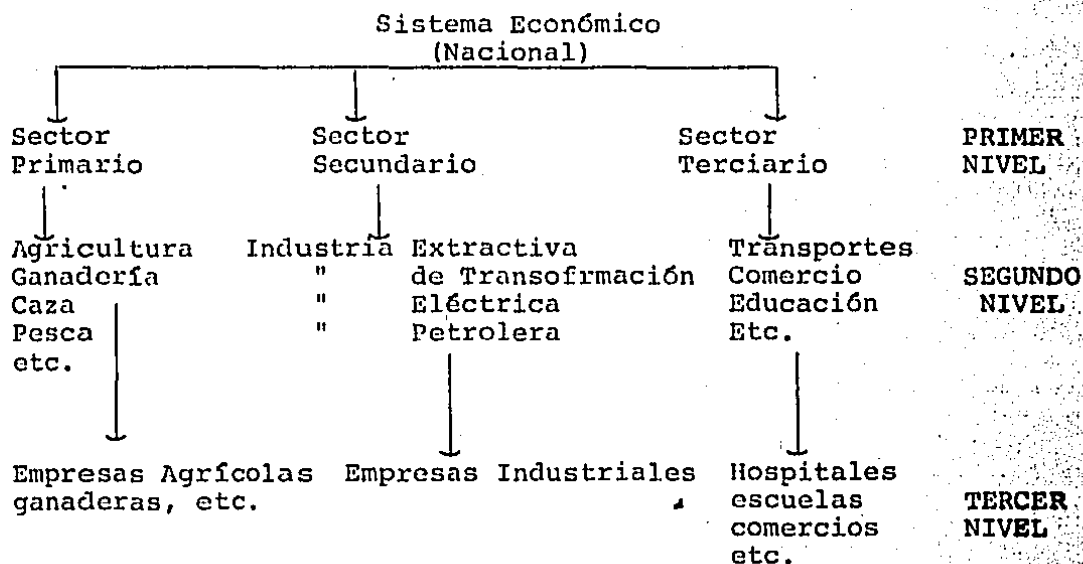 Sistema Económico
(Nacional)
Sector Sector Sector PRIMER
Primario Secundario Terciario NIVEL
Agricultura Industria Extractiva Transportes
Ganadería " de Transofrmación Comercio SEGUNDO
Caza " Eléctrica Educación NIVEL
Pesca " Petrolera Etc.
etc.
Empresas Agrícolas Empresas Industriales Hospitales
ganaderas, etc. escuelas TERCER
comercios NIVEL
etc.